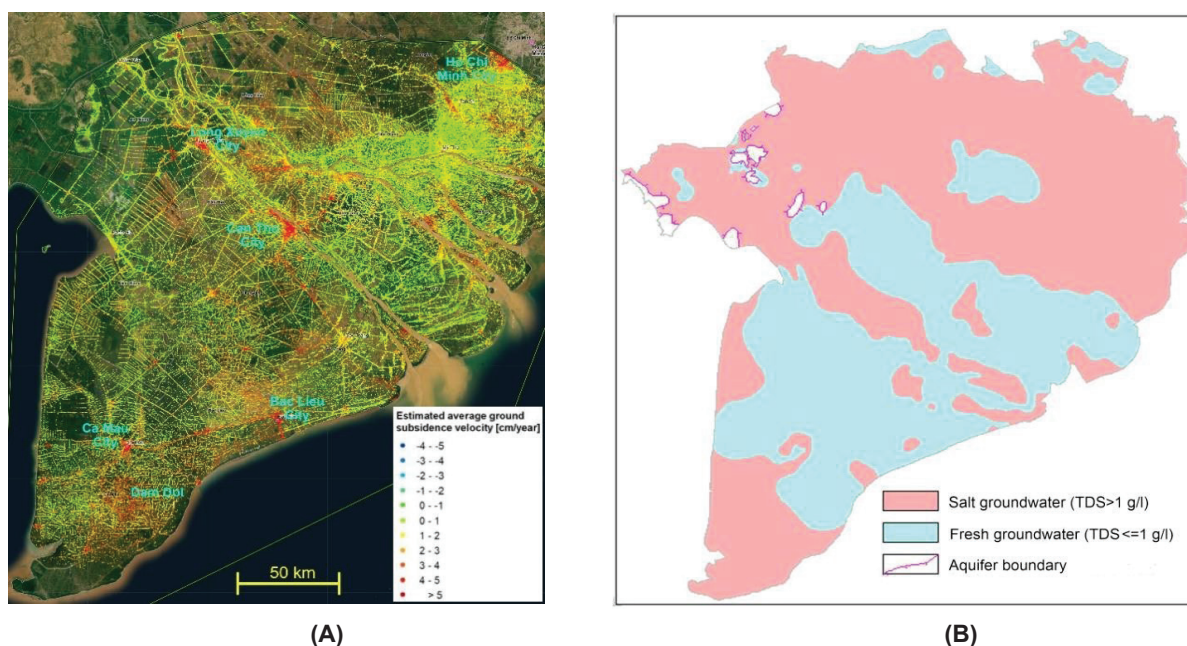 Ho Chi
Minh City
Long Xuyen
City
Can Tho
City
Bac Lieu
City
Ca Mau
City
Dam Doi
50 km
Estimated average ground
subsidence velocity [cm/year]
-4 - -5
-3 - -4
-2 - -3
-1 - -2
0 - -1
0 - 1
1 - 2
2 - 3
3 - 4
4 - 5
> 5
(A)
Salt groundwater (TDS>1 g/l)
Fresh groundwater (TDS<=1 g/l)
Aquifer boundary
(B)